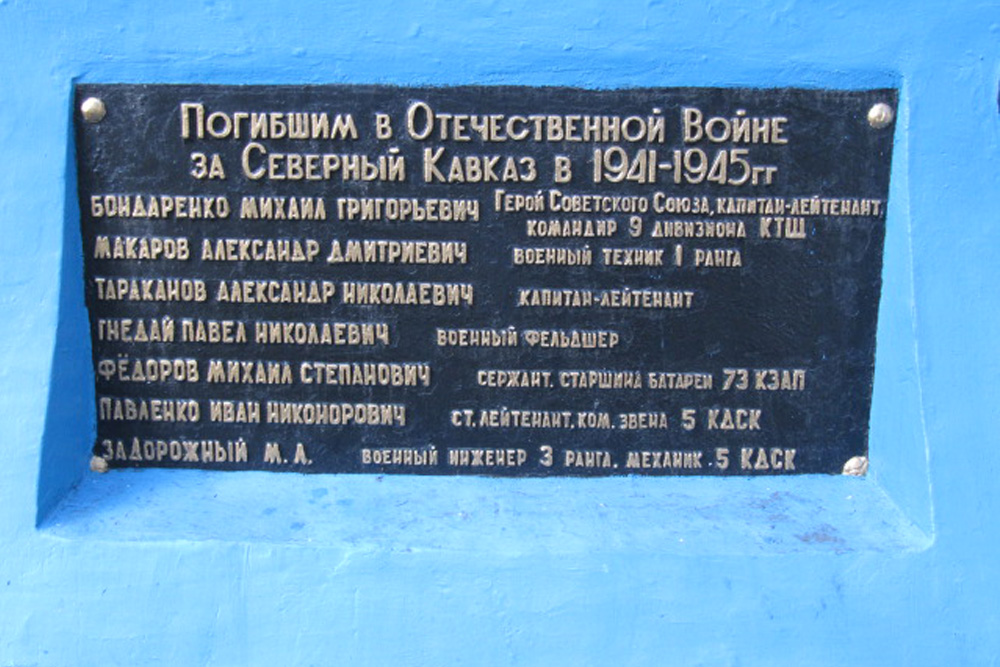 Погибшим в Отечественной Войне
за Северный Кавказ в 1941-1945гг
Бондаренко Михаил Григорьевич Герой Советского Союза, капитан-лейтенант,
командир 9 дивизиона КТЩ
Макаров Александр Дмитриевич военный техник 1 ранга
Тараканов Александр Николаевич капитан-лейтенант
Гнедай Павел Николаевич военный фельдшер
Фёдоров Михаил Степанович сержант. старшина батареи 73 КЗАП
Павленко Иван Никонорович ст. лейтенант. ком. звена 5 КДСК
Задорожный М. А. военный инженер 3 ранга. механик 5 КДСК